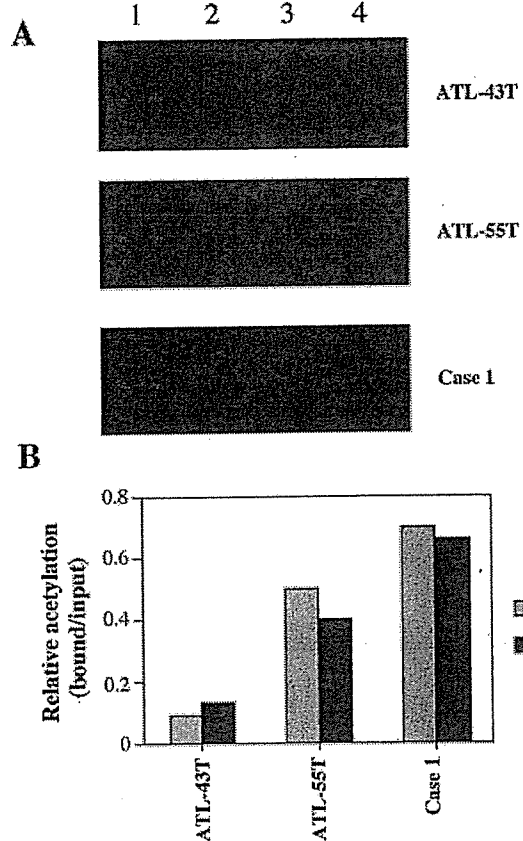 A
1 2 3 4
ATL-43T
ATL-55T
Case 1
B
Relative acetylation
(bound/input)
0.8
0.6
0.4
0.2
0
ATL-43T
ATL-55T
Case 1